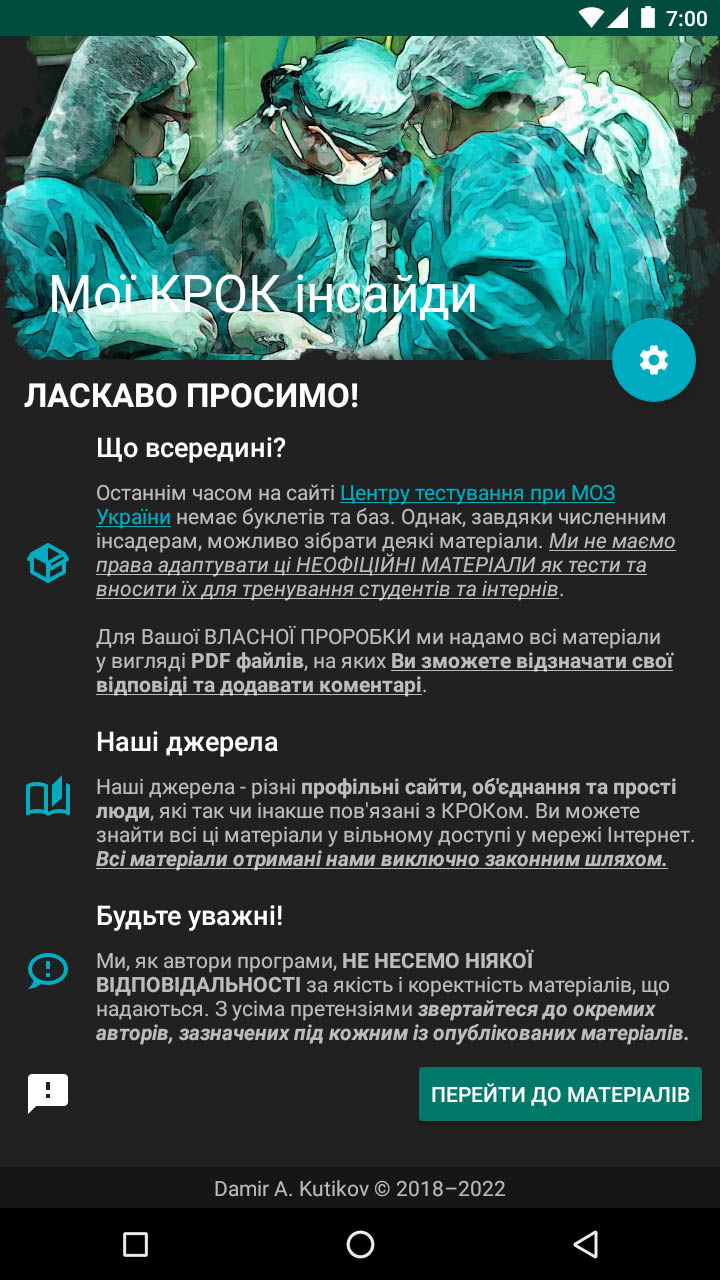 7:00
Мої КРОК інсайди
ЛАСКАВО ПРОСИМО!
Що всередині?
Останнім часом на сайті Центру тестування при МОЗ
України немає буклетів та баз. Однак, завдяки численним
інсадерам, можливо зібрати деякі матеріали. Ми не маємо
права адаптувати ці НЕОФІЦІЙНІ МАТЕРІАЛИ як тести та
вносити їх для тренування студентів та інтернів.
Для Вашої ВЛАСНОЇ ПРОРОБКИ ми надамо всі матеріали
у вигляді PDF файлів, на яких Ви зможете відзначати свої
відповіді та додавати коментарі.
Наші джерела
Наші джерела - різні профільні сайти, об'єднання та прості
люди, які так чи інакше пов'язані з КРОКом. Ви можете
знайти всі ці матеріали у вільному доступі у мережі Інтернет.
Всі матеріали отримані нами виключно законним шляхом.
Будьте уважні!
Ми, як автори програми, НЕ НЕСЕМО НІЯКОЇ
ВІДПОВІДАЛЬНОСТІ за якість і коректність матеріалів, що
надаються. З усіма претензіями звертайтеся до окремих
авторів, зазначених під кожним із опублікованих матеріалів.
ПЕРЕЙТИ ДО МАТЕРІАЛІВ
Damir A. Kutikov © 2018–2022